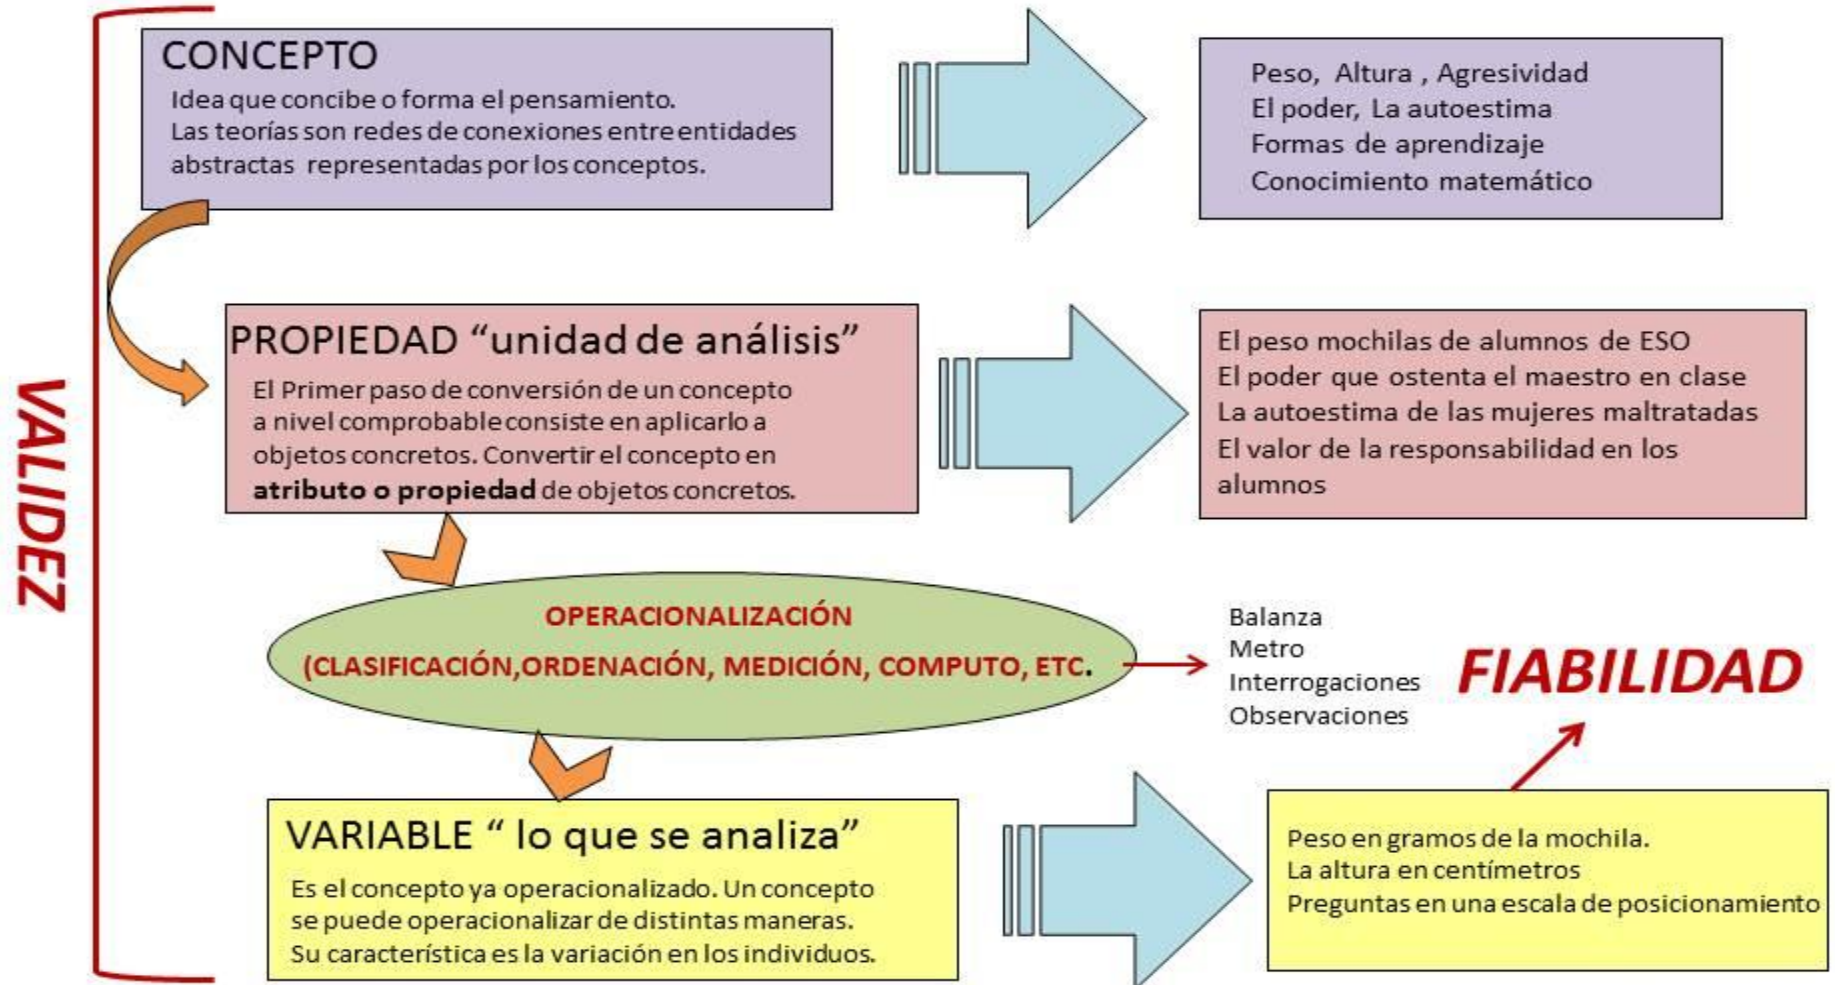 VALIDEZ
CONCEPTO
Idea que concibe o forma el pensamiento.
Las teorías son redes de conexiones entre entidades
abstractas representadas por los conceptos.
Peso, Altura , Agresividad
El poder, La autoestima
Formas de aprendizaje
Conocimiento matemático
PROPIEDAD “unidad de análisis”
El Primer paso de conversión de un concepto
a nivel comprobable consiste en aplicarlo a
objetos concretos. Convertir el concepto en
atributo o propiedad de objetos concretos.
El peso mochilas de alumnos de ESO
El poder que ostenta el maestro en clase
La autoestima de las mujeres maltratadas
El valor de la responsabilidad en los
alumnos
OPERACIONALIZACIÓN
(CLASIFICACIÓN,ORDENACIÓN, MEDICIÓN, COMPUTO, ETC.
Balanza
Metro
Interrogaciones
Observaciones
FIABILIDAD
VARIABLE “ lo que se analiza”
Es el concepto ya operacionalizado. Un concepto
se puede operacionalizar de distintas maneras.
Su característica es la variación en los individuos.
Peso en gramos de la mochila.
La altura en centímetros
Preguntas en una escala de posicionamiento